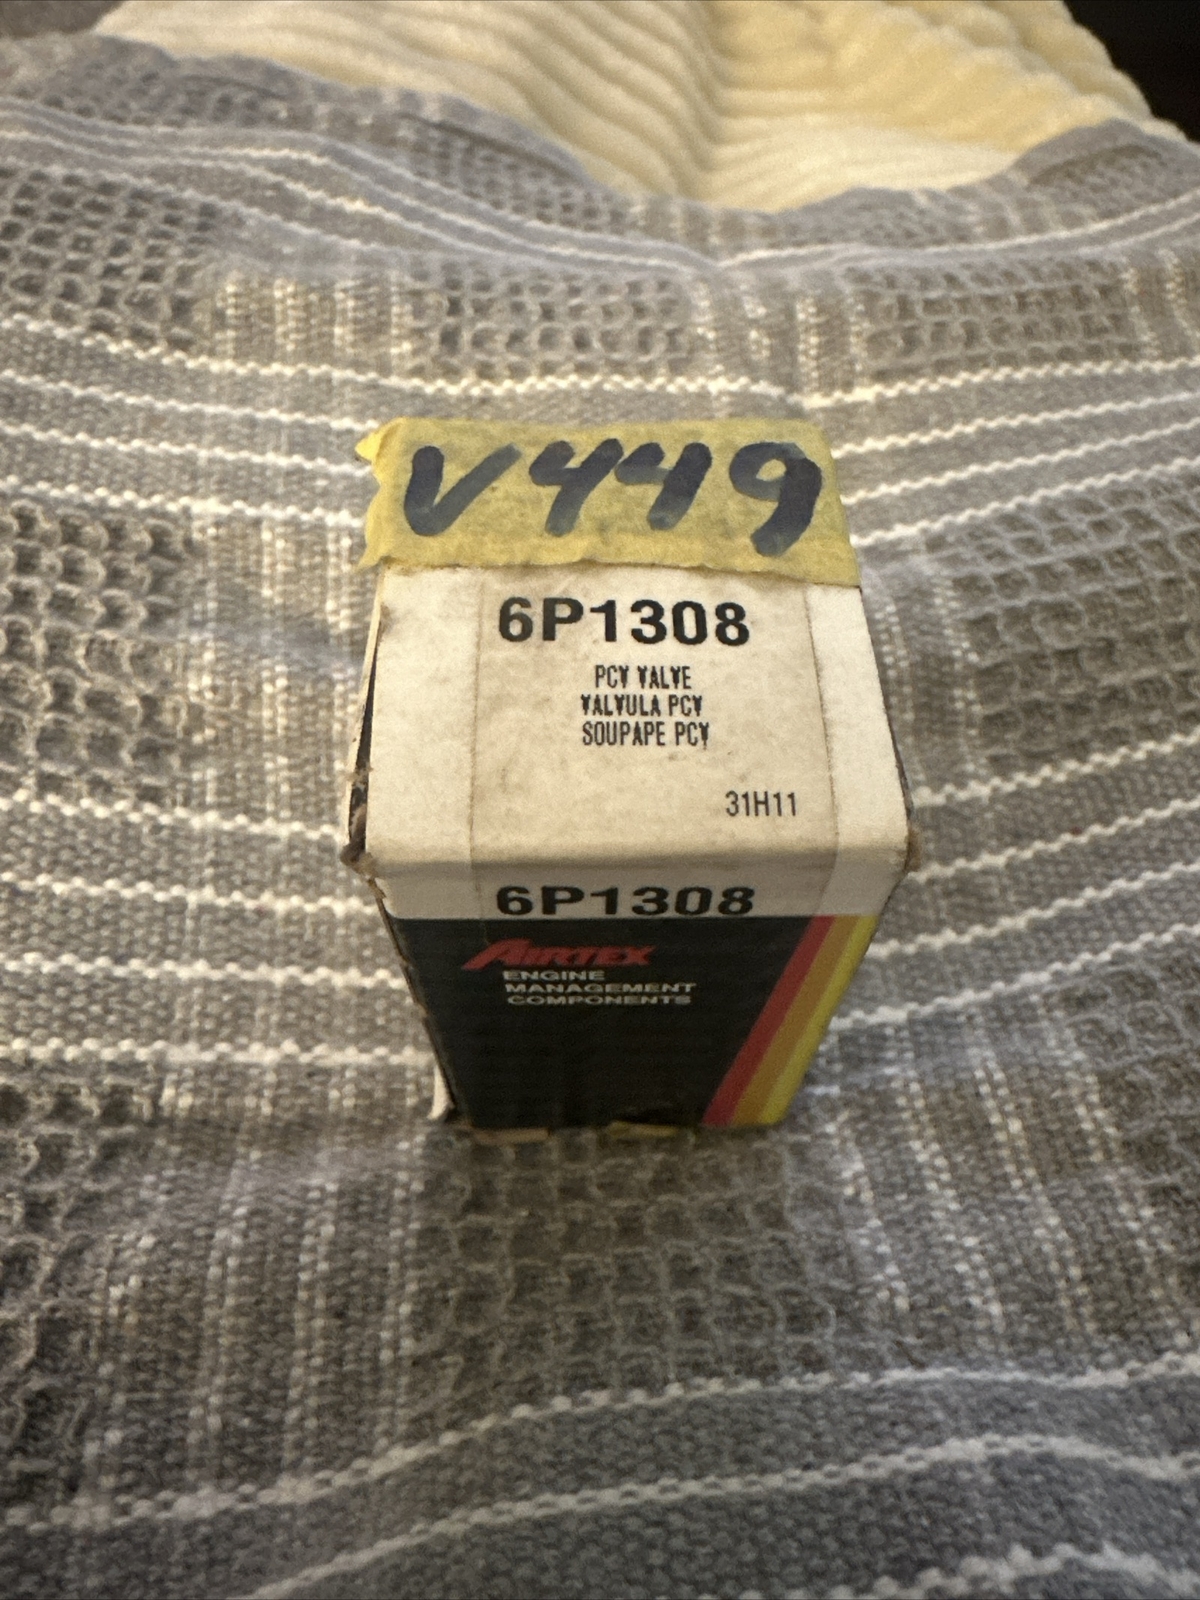 V449
6P1308
PCV VALVE
VALVULA PCV
SOUPAPE PCV
31H11
6P1308
AIRTEX
ENGINE
MANAGEMENT
COMPONENTS